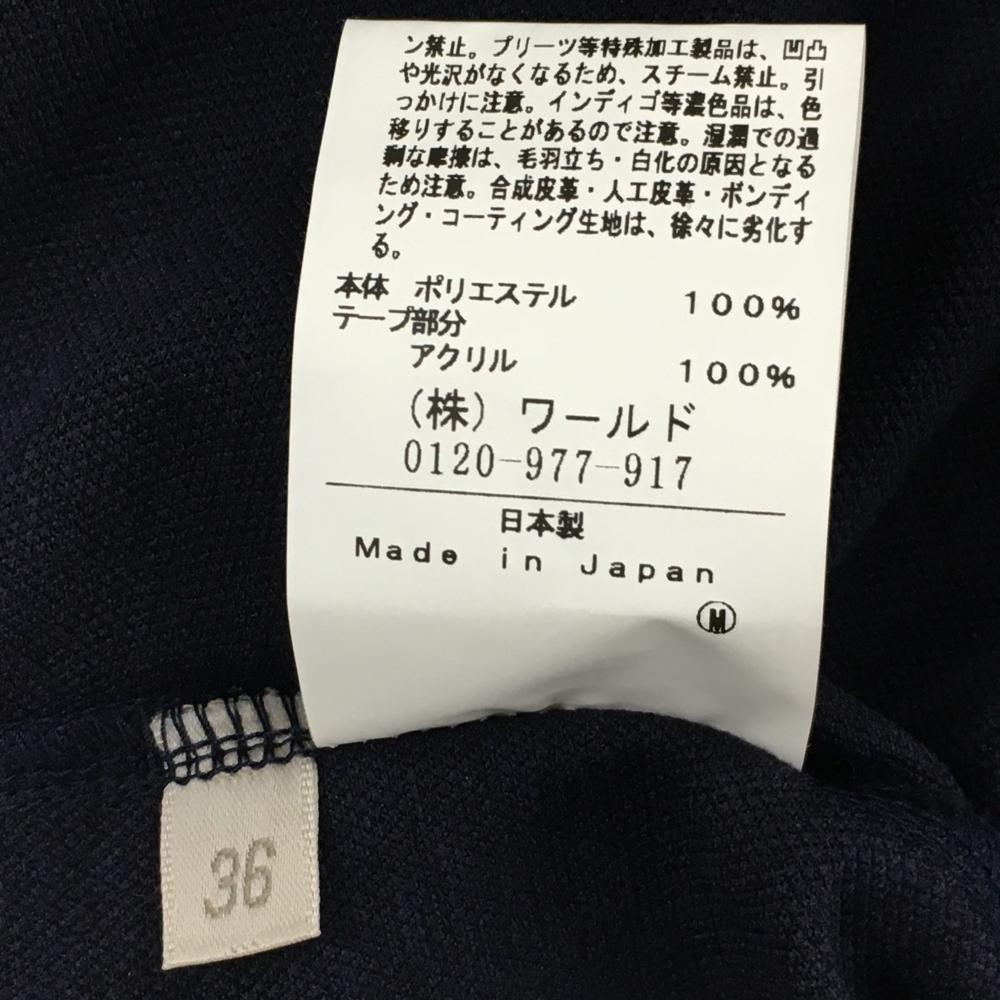 ン禁止。プリーツ等特殊加工製品は、凹凸
や光沢がなくなるため、スチーム禁止。引
っかけに注意。インディゴ等濃色品は、色
移りすることがあるので注意。湿潤での過
剰な摩擦は、毛羽立ち・白化の原因となる
ため注意。合成皮革・人工皮革・ボンディ
ング・コーティング生地は、徐々に劣化す
る。
本体 ポリエステル 100%
テープ部分
アクリル 100%
(株) ワールド
0120-977-917
日本製
Made in Japan
Ⓜ
36